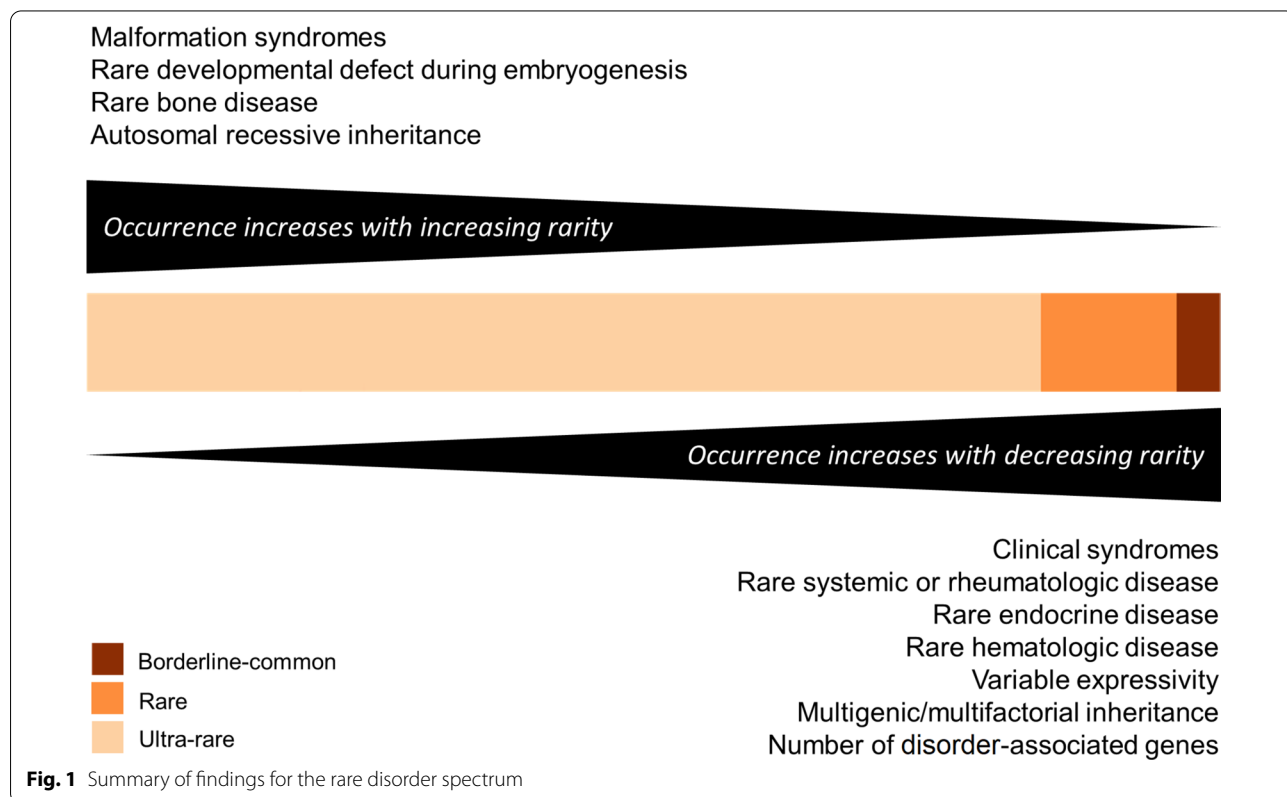 Malformation syndromes
Rare developmental defect during embryogenesis
Rare bone disease
Autosomal recessive inheritance
Occurrence increases with increasing rarity
Occurrence increases with decreasing rarity
Clinical syndromes
Rare systemic or rheumatologic disease
Rare endocrine disease
Rare hematologic disease
Variable expressivity
Multigenic/multifactorial inheritance
Number of disorder-associated genes
Borderline-common
Rare
Ultra-rare
Fig. 1 Summary of findings for the rare disorder spectrum